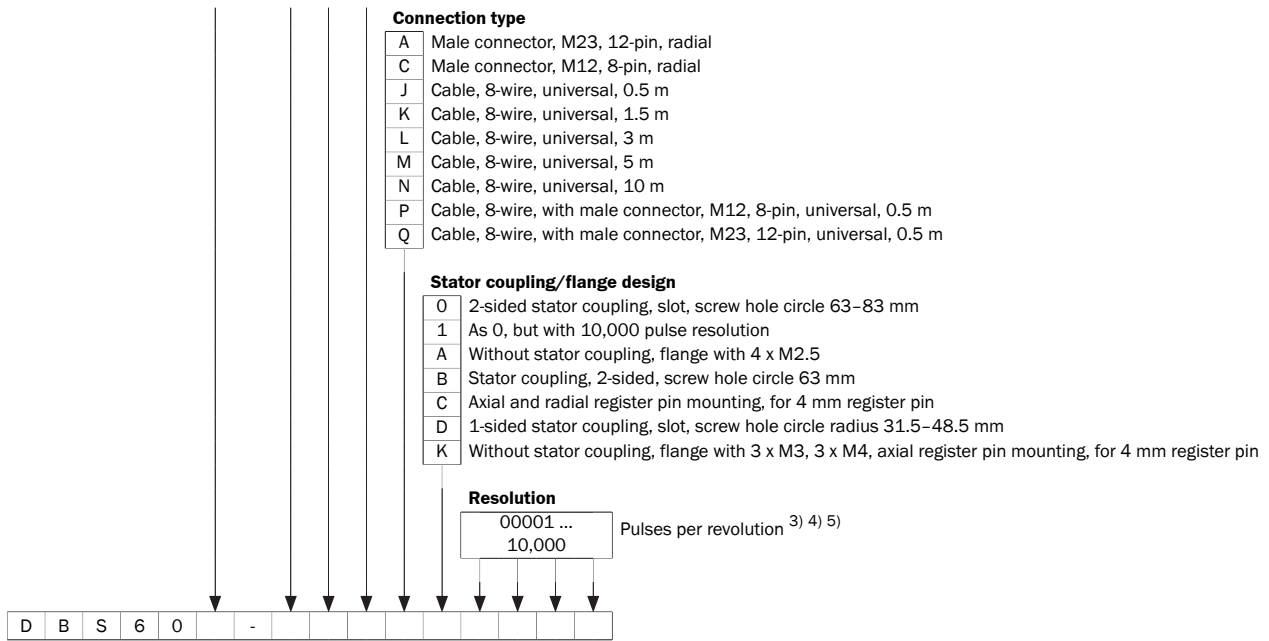 Connection type
A Male connector, M23, 12-pin, radial
C Male connector, M12, 8-pin, radial
J Cable, 8-wire, universal, 0.5 m
K Cable, 8-wire, universal, 1.5 m
L Cable, 8-wire, universal, 3 m
M Cable, 8-wire, universal, 5 m
N Cable, 8-wire, universal, 10 m
P Cable, 8-wire, with male connector, M12, 8-pin, universal, 0.5 m
Q Cable, 8-wire, with male connector, M23, 12-pin, universal, 0.5 m
Stator coupling/flange design
0 2-sided stator coupling, slot, screw hole circle 63–83 mm
1 As 0, but with 10,000 pulse resolution
A Without stator coupling, flange with 4 x M2.5
B Stator coupling, 2-sided, screw hole circle 63 mm
C Axial and radial register pin mounting, for 4 mm register pin
D 1-sided stator coupling, slot, screw hole circle radius 31.5–48.5 mm
K Without stator coupling, flange with 3 x M3, 3 x M4, axial register pin mounting, for 4 mm register pin
Resolution
00001 ...
10,000
Pulses per revolution 3) 4) 5)
D B S 6 0 -